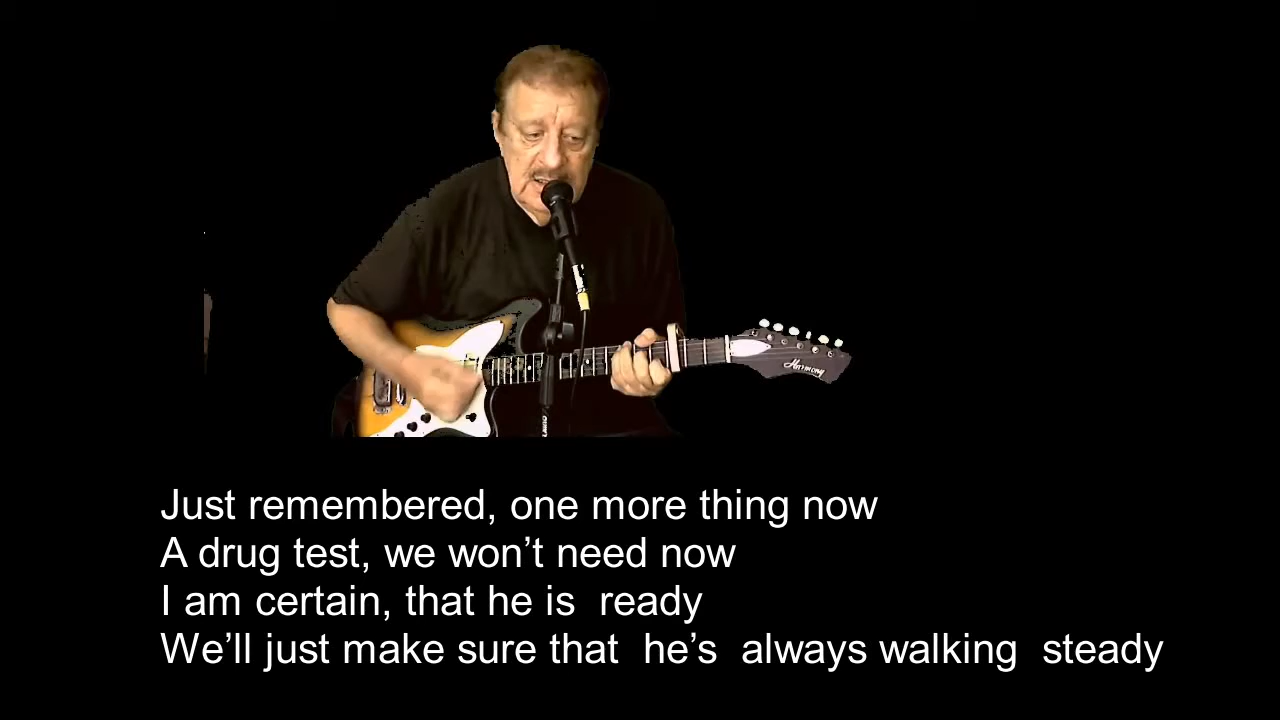 Harmony
Just remembered, one more thing now
A drug test, we won’t need now
I am certain, that he is  ready
We’ll just make sure that  he’s  always walking  steady